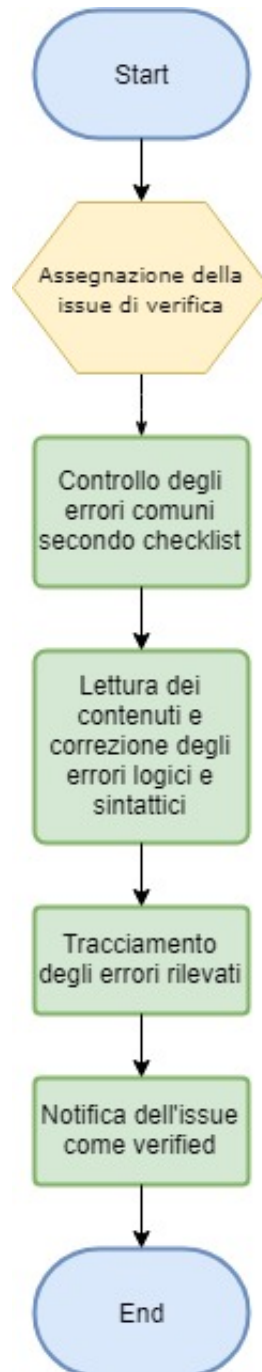 Start
Assegnazione della
issue di verifica
Controllo degli
errori comuni
secondo checklist
Lettura dei
contenuti e
correzione degli
errori logici e
sintattici
Tracciamento
degli errori rilevati
Notifica dell'issue
come verified
End